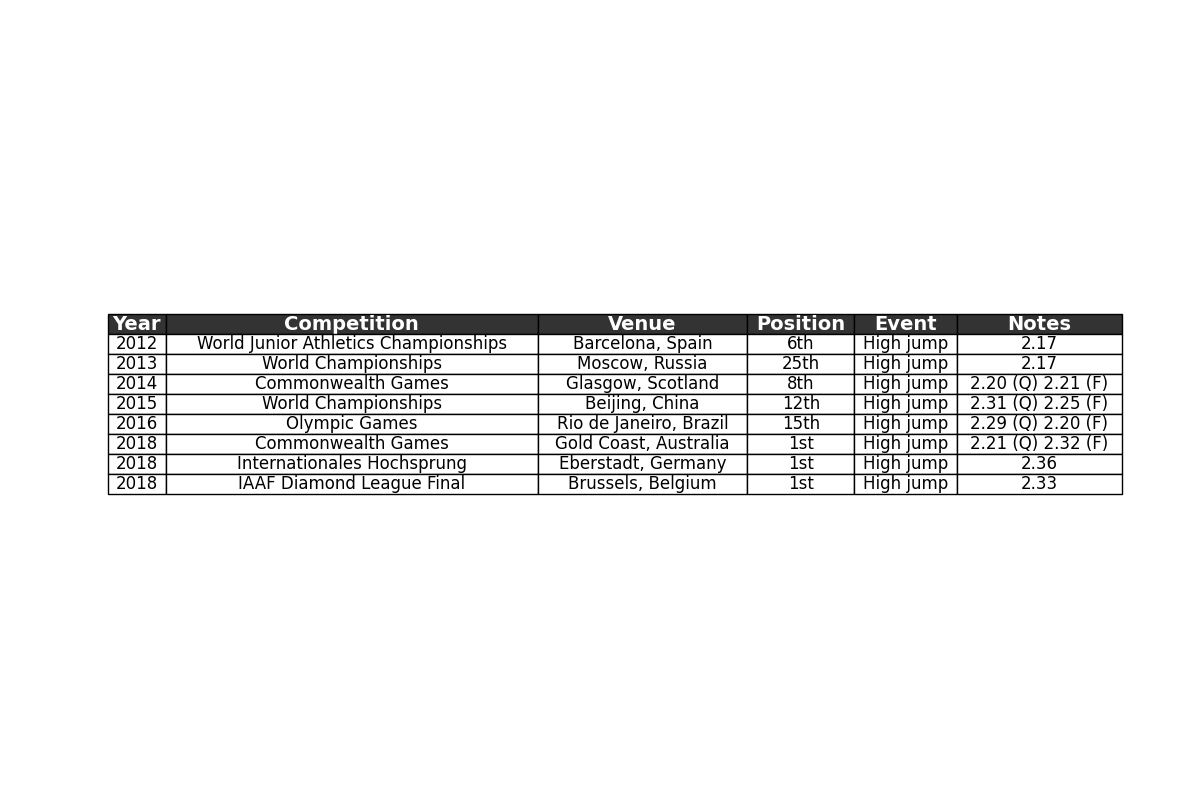 Year Competition Venue Position Event Notes
2012 World Junior Athletics Championships Barcelona, Spain 6th High jump 2.17
2013 World Championships Moscow, Russia 25th High jump 2.17
2014 Commonwealth Games Glasgow, Scotland 8th High jump 2.20 (Q) 2.21 (F)
2015 World Championships Beijing, China 12th High jump 2.31 (Q) 2.25 (F)
2016 Olympic Games Rio de Janeiro, Brazil 15th High jump 2.29 (Q) 2.20 (F)
2018 Commonwealth Games Gold Coast, Australia 1st High jump 2.21 (Q) 2.32 (F)
2018 Internationales Hochsprung Eberstadt, Germany 1st High jump 2.36
2018 IAAF Diamond League Final Brussels, Belgium 1st High jump 2.33